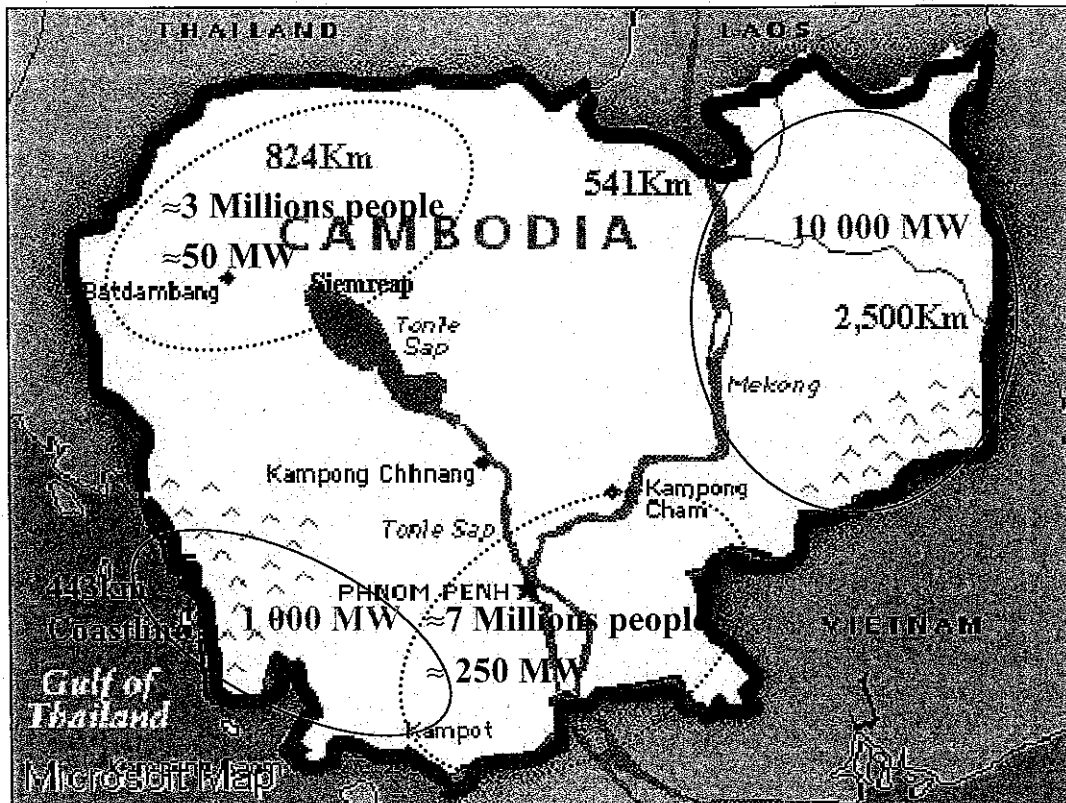 THAILAND
LAOS
824Km
541Km
≈3 Millions people
CAMBODIA
10 000 MW
≈50 MW
Batdambang
Siemreap
2,500Km
Tonle
Sap
Mekong
Kampong Chhnang
Kampong
Cham
Tonle Sap
443km
Coastline
PHNOM PENH
1 000 MW
≈7 Millions people
VIETNAM
≈ 250 MW
Gulf of
Thailand
Kampot
Microsoft Map